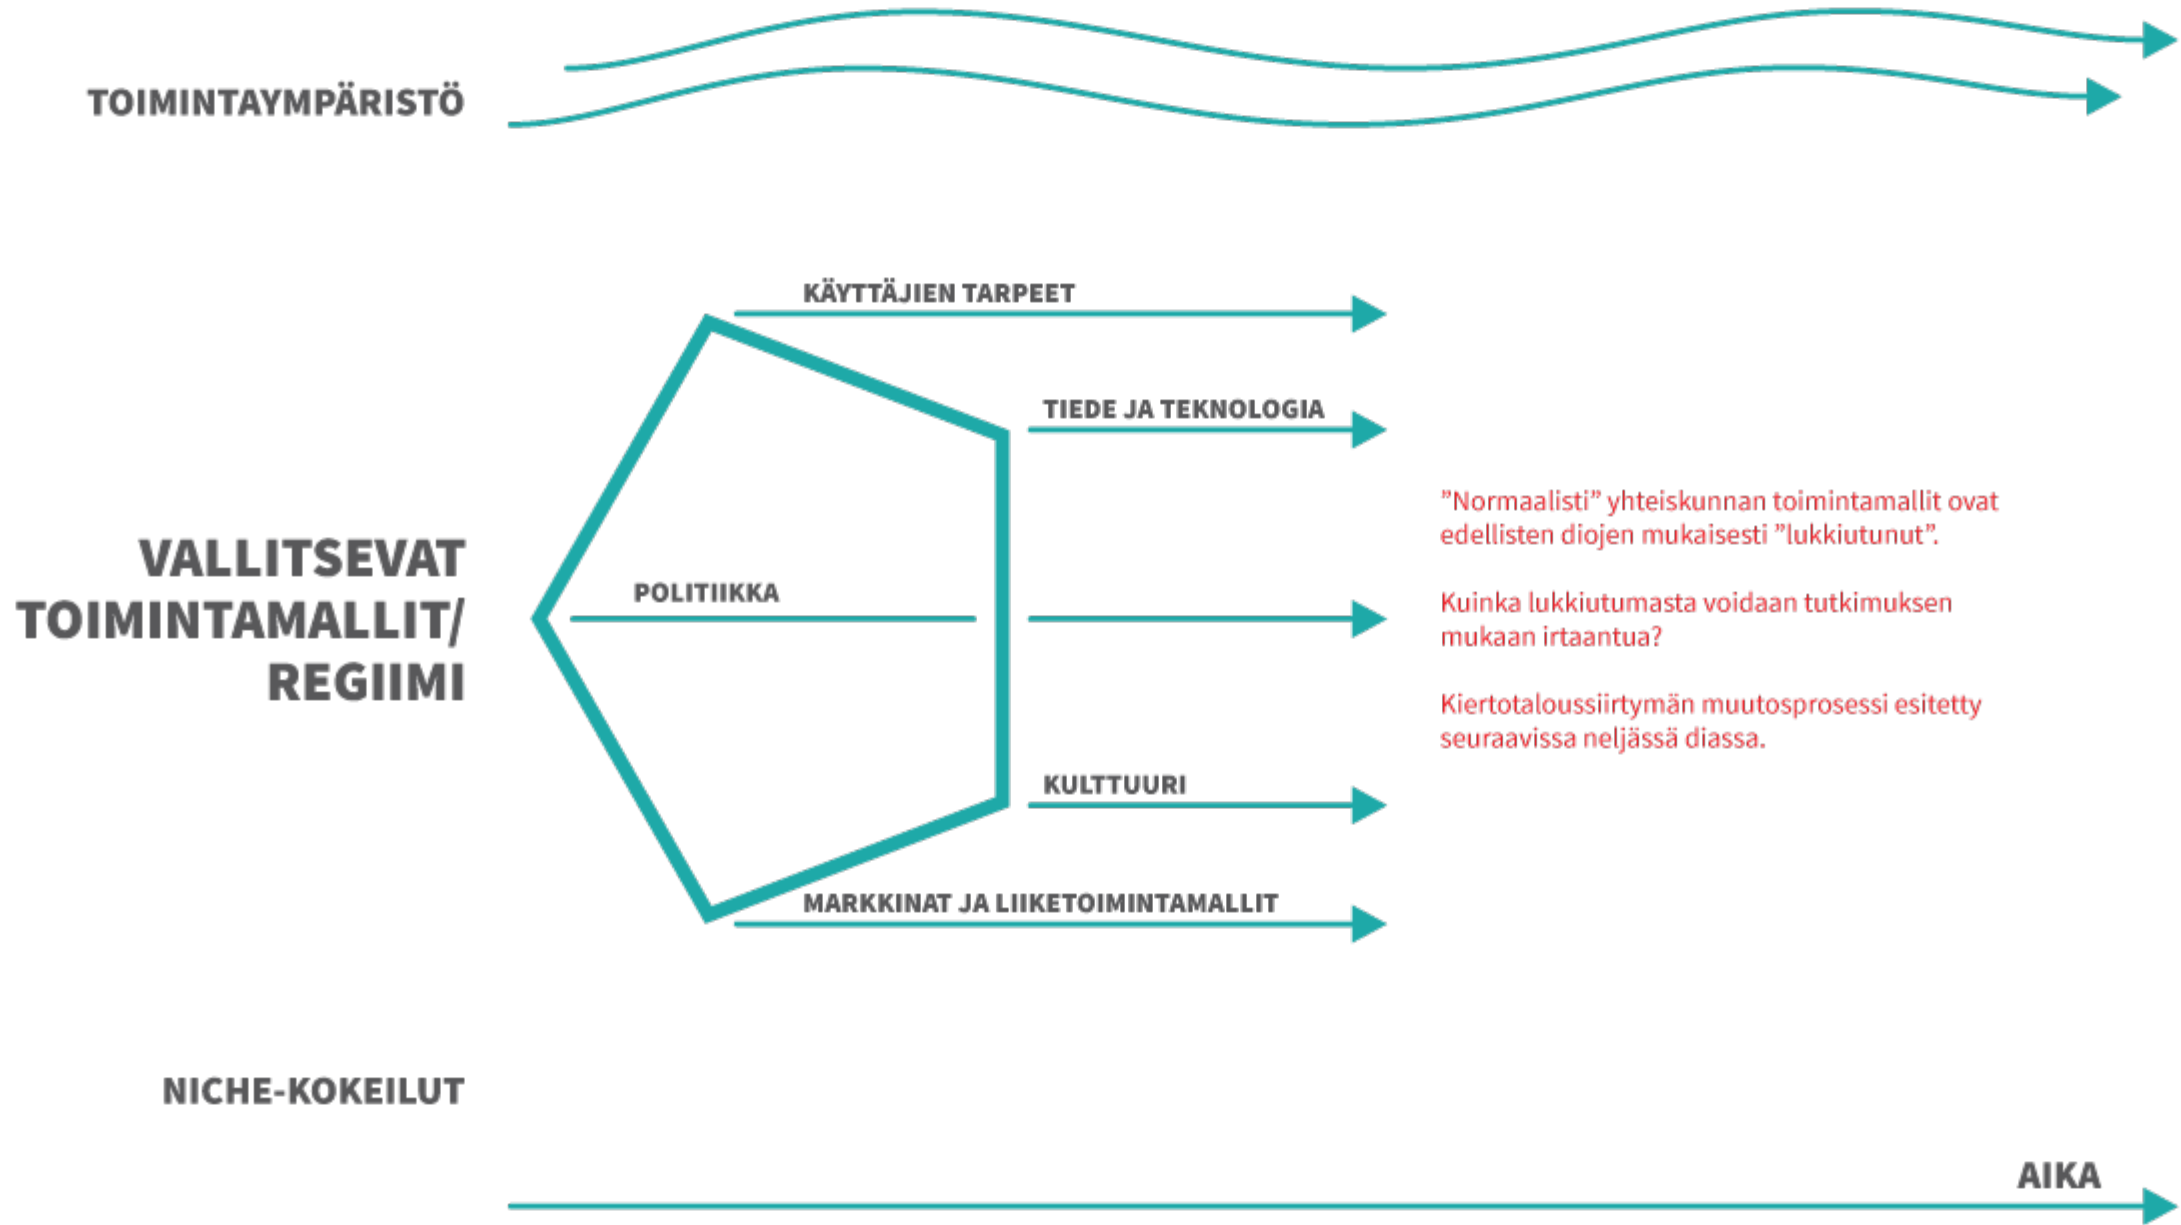 TOIMINTAYMPÄRISTÖ
KÄYTTÄJIEN TARPEET
TIEDE JA TEKNOLOGIA
VALLITSEVAT
TOIMINTAMALLIT/
REGIIMI
POLITIIKKA
”Normaalisti” yhteiskunnan toimintamallit ovat
edellisten diojen mukaisesti ”lukkiutunut”.
Kuinka lukkiutumasta voidaan tutkimuksen
mukaan irtaantua?
Kiertotaloussiirtymän muutosprosessi esitetty
seuraavissa neljässä diassa.
KULTTUURI
MARKKINAT JA LIIKETOIMINTAMALLIT
NICHE-KOKEILUT
AIKA